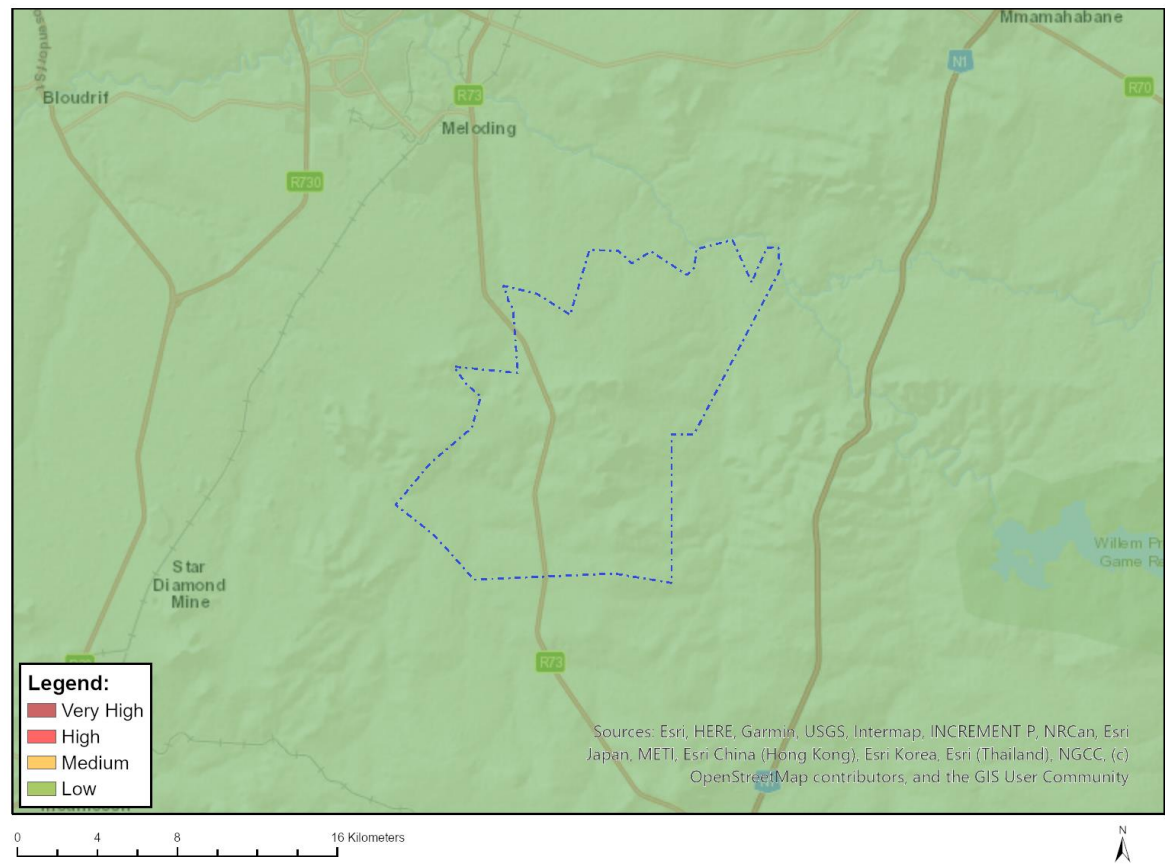 Mmamahabane
N1
R70
Bloudrif
R73
Meloding
R730
Willem
Game
Star
Diamond
Mine
R73
Legend:
Very High
High
Medium
Low
Sources: Esri, HERE, Garmin, USGS, Intermap, INCREMENT P, NRCan, Esri
Japan, METI, Esri China (Hong Kong), Esri Korea, Esri (Thailand), NGCC, (c)
OpenStreetMap contributors, and the GIS User Community
0 4 8 16 Kilometers
N